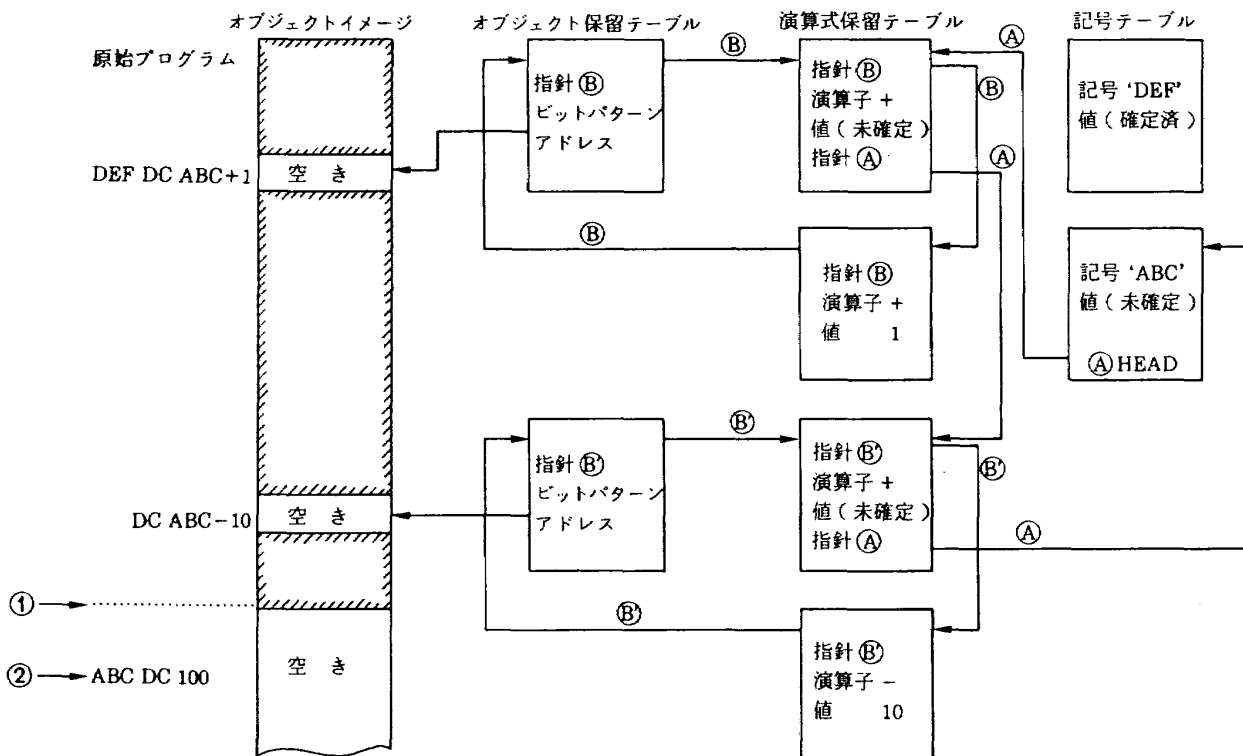 オブジェクトイメージ
オブジェクト保留テーブル
演算式保留テーブル
記号テーブル
原始プログラム
DEF DC ABC+1
空き
DC ABC−10
空き
①
②
ABC DC 100
空き
指針Ⓑ
ビットパターン
アドレス
Ⓑ
Ⓑ
指針Ⓑ
演算子 +
値(未確定)
指針Ⓐ
Ⓐ
Ⓑ
Ⓐ
指針Ⓑ
演算子 +
値 1
記号 'DEF'
値(確定済)
記号 'ABC'
値(未確定)
ⒶHEAD
指針Ⓑ'
ビットパターン
アドレス
Ⓑ'
Ⓑ'
指針Ⓑ'
演算子 +
値(未確定)
指針Ⓐ
Ⓑ'
Ⓐ
指針Ⓑ'
演算子 −
値 10